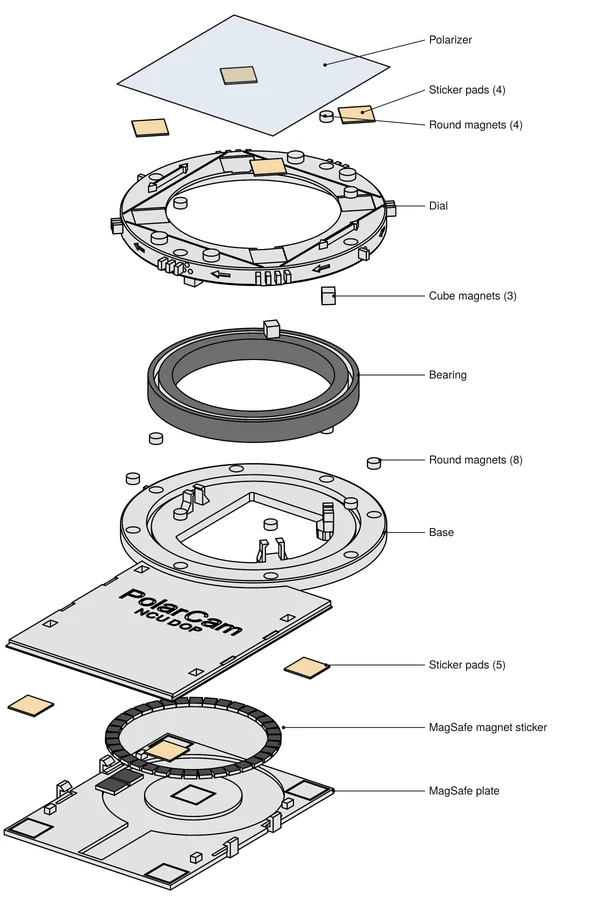 Polarizer
Sticker pads (4)
Round magnets (4)
Dial
Cube magnets (3)
Bearing
Round magnets (8)
Base
PolarCam
NCU DOP
Sticker pads (5)
MagSafe magnet sticker
MagSafe plate